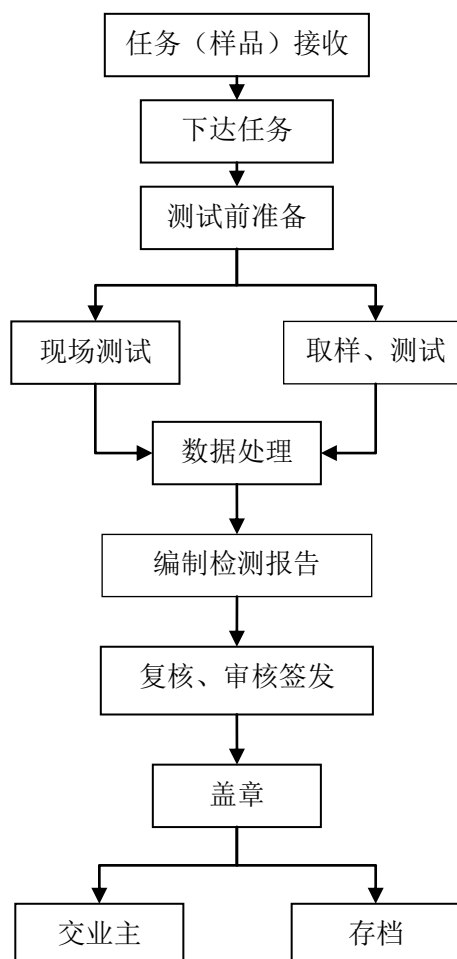 任务（样品）接收
下达任务
测试前准备
现场测试
取样、测试
数据处理
编制检测报告
复核、审核签发
盖章
交业主
存档